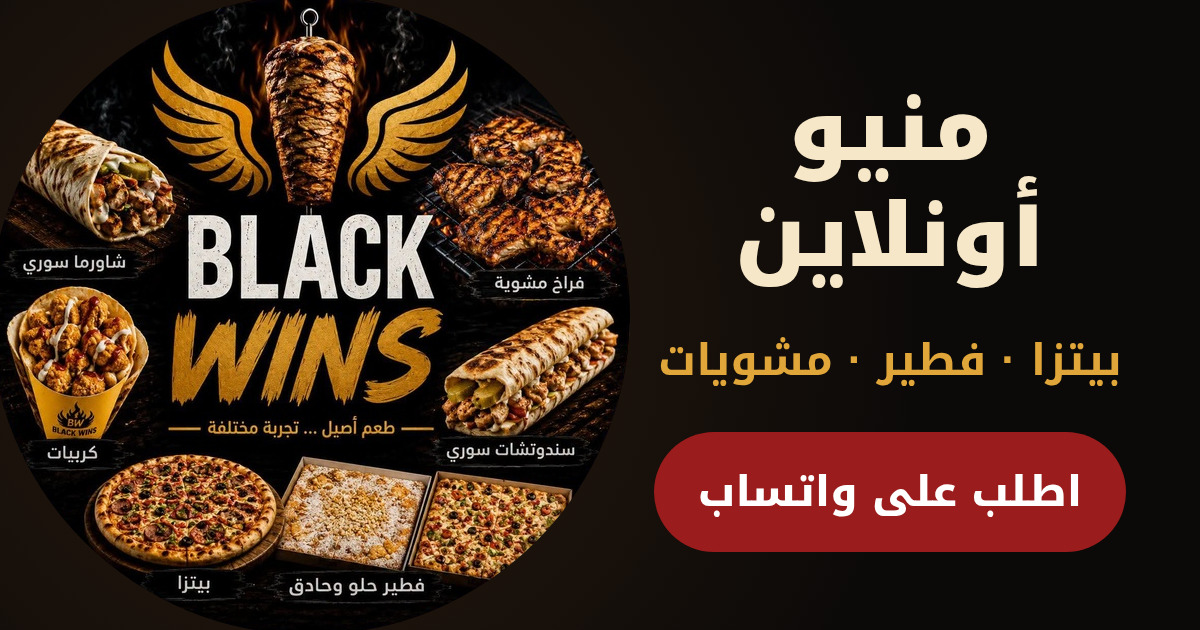 BLACK
WINS
طعم أصيل ... تجربة مختلفة
شاورما سوري
فراخ مشوية
BW
BLACK WINS
كربيات
سندوتشات سوري
بيتزا
فطير حلو وحادق
منيو
أونلاين
بيتزا · فطير · مشويات
اطلب على واتساب